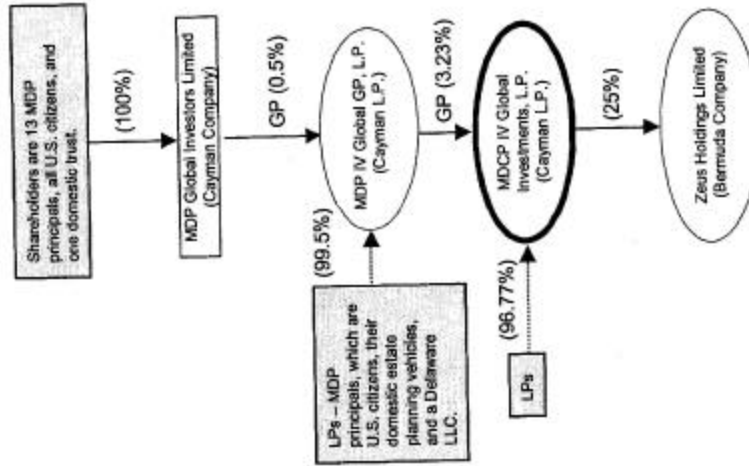 Shareholders are 13 MDP
principals, all U.S. citizens, and
one domestic trust.
(100%)
MDP Global Investors Limited
(Cayman Company)
GP (0.5%)
LPs – MDP
principals, which are
U.S. citizens, their
domestic estate
planning vehicles,
and a Delaware
LLC.
(99.5%)
MDP IV Global GP, L.P.
(Cayman L.P.)
GP (3.23%)
LPs
(96.77%)
MDCP IV Global
Investments, L.P.
(Cayman L.P.)
(25%)
Zeus Holdings Limited
(Bermuda Company)